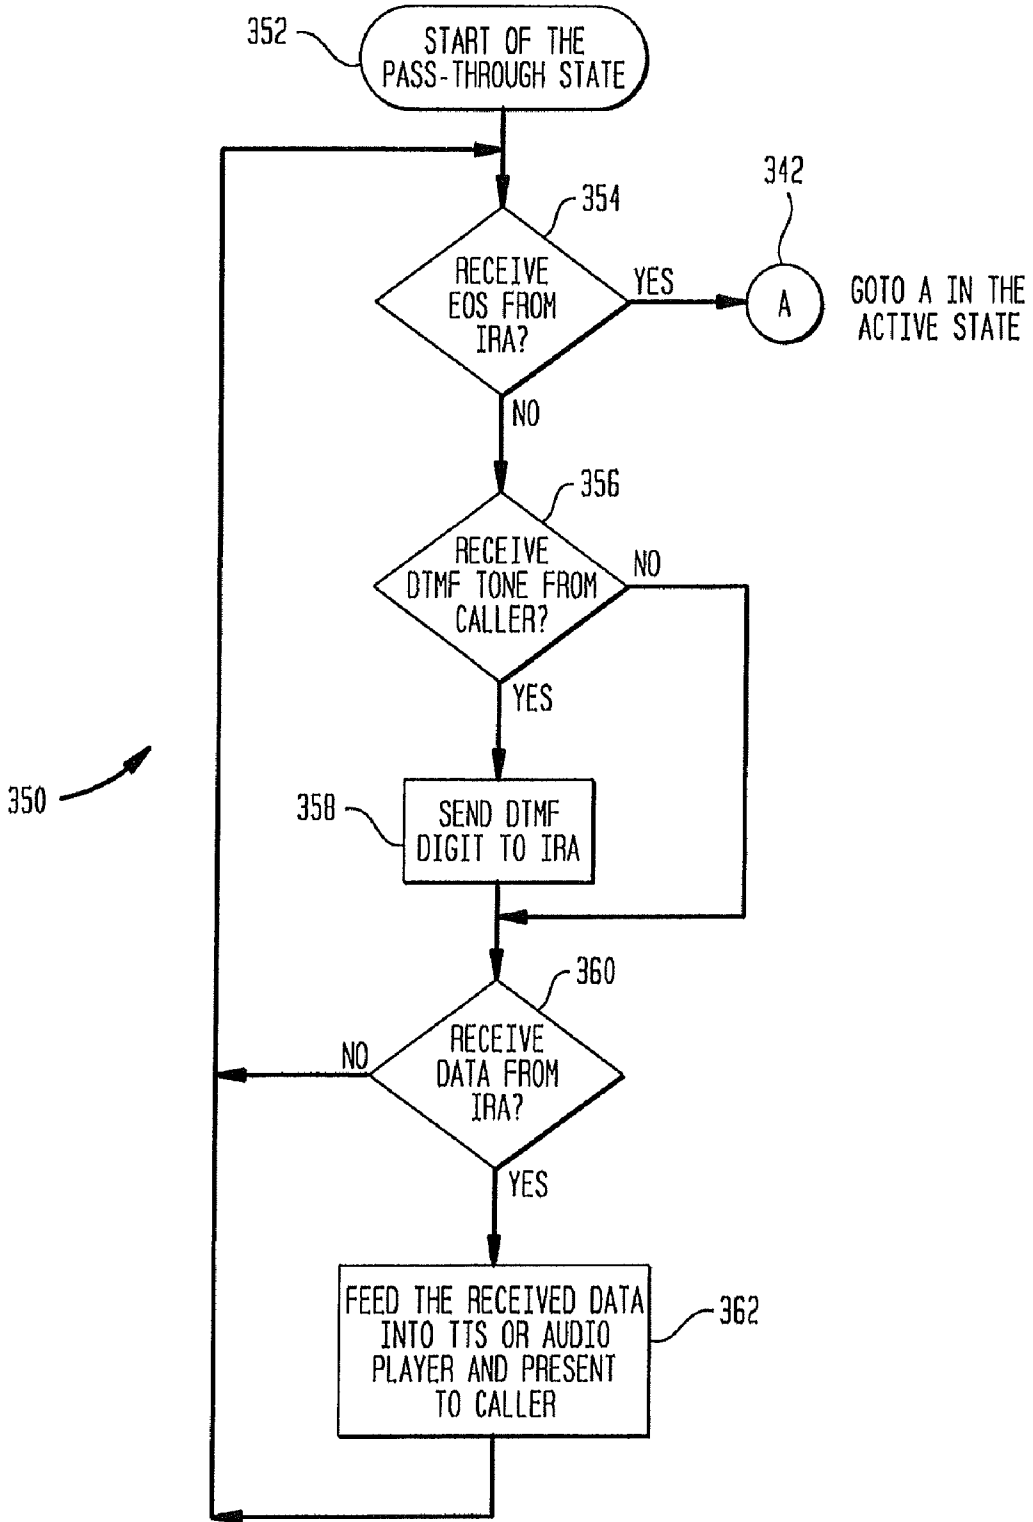 352
START OF THE
PASS-THROUGH STATE
354
342
RECEIVE
EOS FROM
IRA?
YES
A
GOTO A IN THE
ACTIVE STATE
NO
356
RECEIVE
DTMF TONE FROM
CALLER?
NO
YES
350
358
SEND DTMF
DIGIT TO IRA
360
RECEIVE
DATA FROM
IRA?
NO
YES
FEED THE RECEIVED DATA
INTO TTS OR AUDIO
PLAYER AND PRESENT
TO CALLER
362